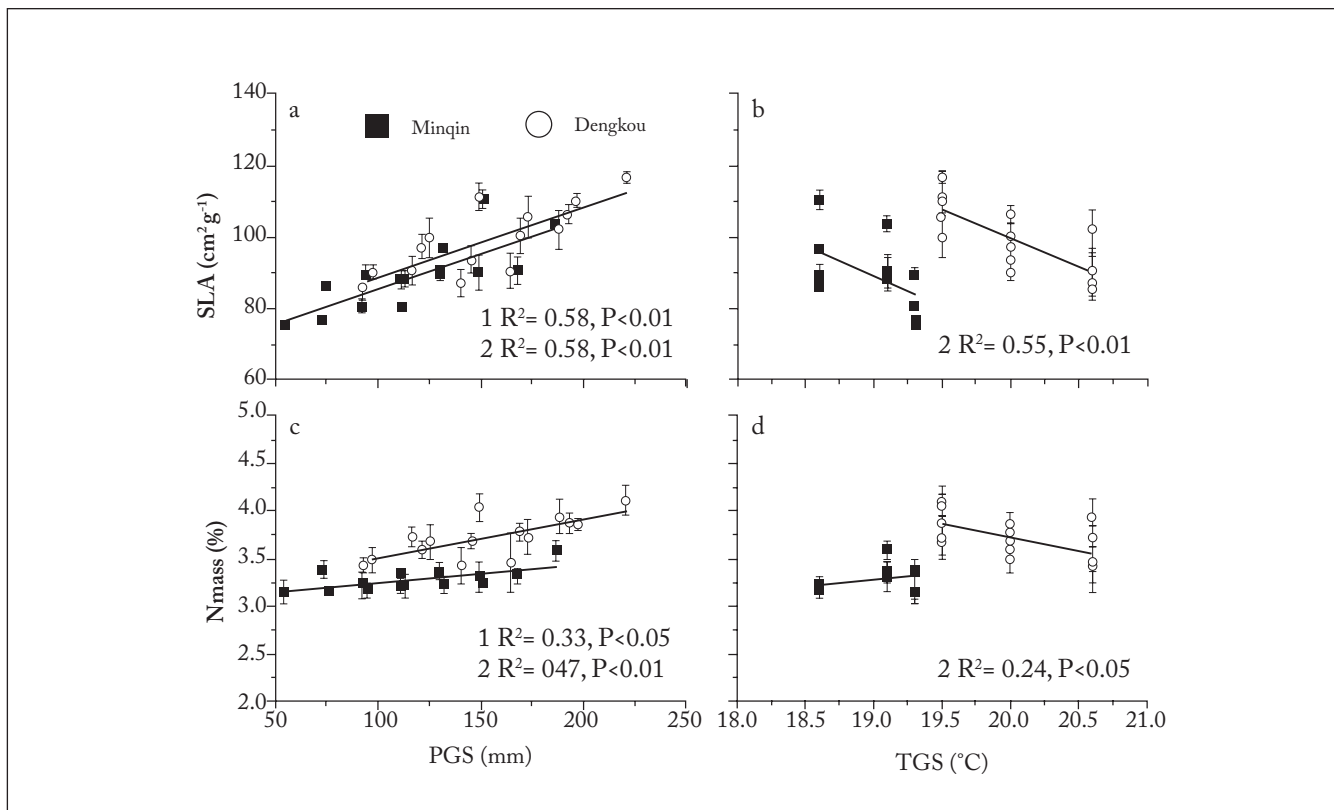 a
Minqin
Dengkou
b
SLA (cm² g⁻¹)
140
120
100
80
60
1 R²= 0.58, P<0.01
2 R²= 0.58, P<0.01
2 R²= 0.55, P<0.01
c
d
Nmass (%)
5.0
4.5
4.0
3.5
3.0
2.5
2.0
1 R²= 0.33, P<0.05
2 R²= 047, P<0.01
2 R²= 0.24, P<0.05
50 100 150 200 250
18.0 18.5 19.0 19.5 20.0 20.5 21.0
PGS (mm)
TGS (°C)